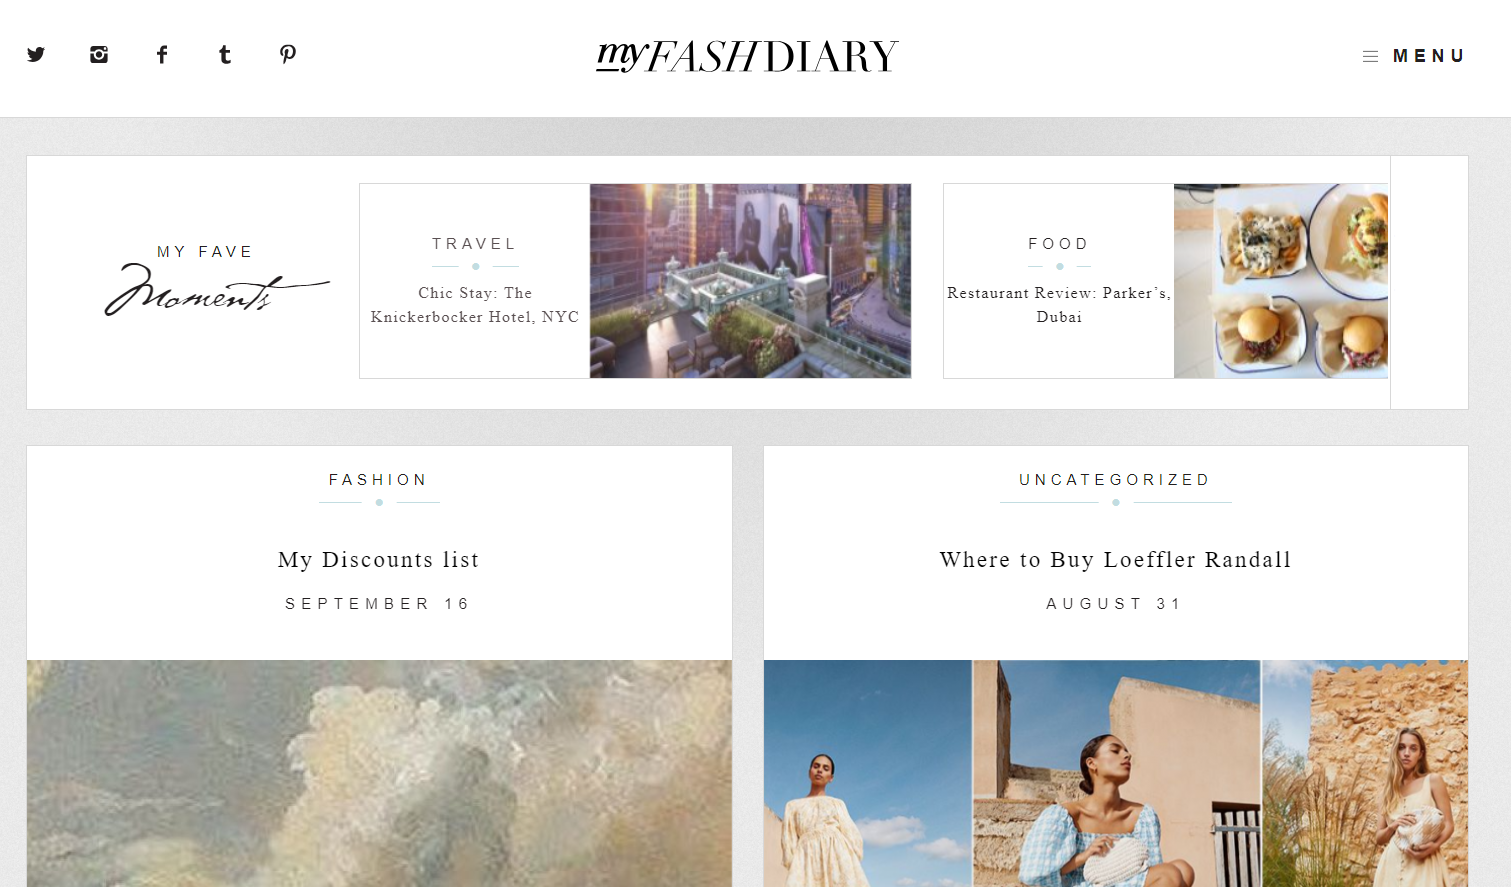 myFASHDIARY
MENU
MY FAVE
Moments
TRAVEL
Chic Stay: The
Knickerbocker Hotel, NYC
FOOD
Restaurant Review: Parker’s,
Dubai
FASHION
My Discounts list
SEPTEMBER 16
UNCATEGORIZED
Where to Buy Loeffler Randall
AUGUST 31